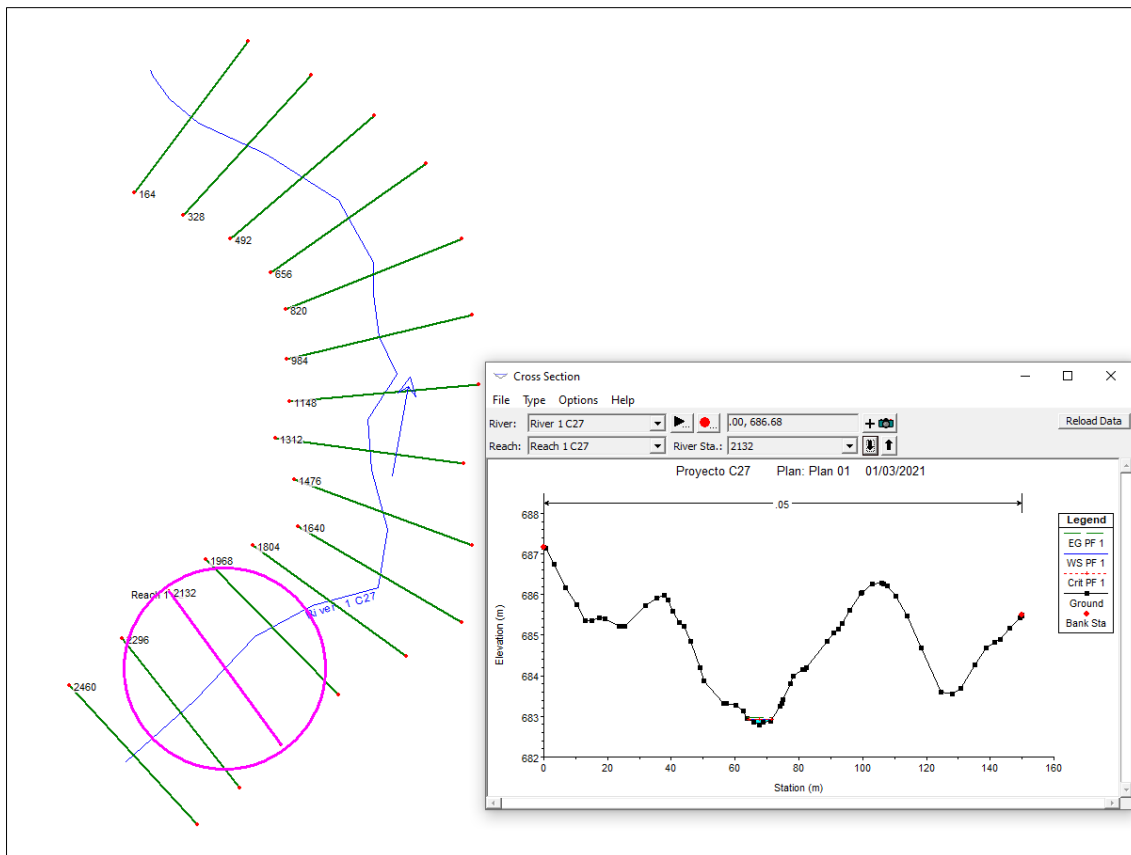 164
328
492
656
820
984
1148
1312
1476
1640
1804
1968
Reach 1
2132
River 1 C27
2296
2460
Cross Section
File Type Options Help
River: River 1 C27 .00, 686.68 Reload Data
Reach: Reach 1 C27 River Sta.: 2132
Proyecto C27 Plan: Plan 01 01/03/2021
.05
688
687
686
685
684
683
682
Elevation (m)
0 20 40 60 80 100 120 140 160
Station (m)
Legend
EG PF 1
WS PF 1
Crit PF 1
Ground
Bank Sta